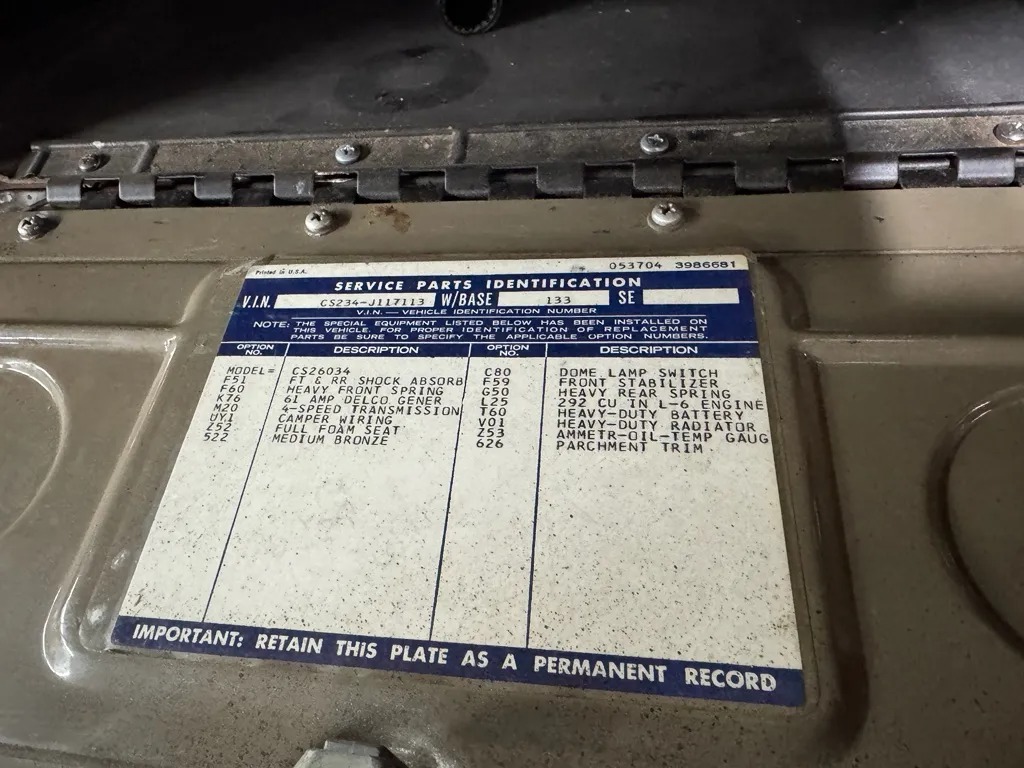 Printed in U.S.A. 053704 3986681
SERVICE PARTS IDENTIFICATION
V.I.N. CS234-J117113 W/BASE 133 SE
V.I.N. — VEHICLE IDENTIFICATION NUMBER
NOTE: THE SPECIAL EQUIPMENT LISTED BELOW HAS BEEN INSTALLED ON
THIS VEHICLE. FOR PROPER IDENTIFICATION OF REPLACEMENT
PARTS BE SURE TO SPECIFY THE APPLICABLE OPTION NUMBERS.
OPTION NO. DESCRIPTION OPTION NO. DESCRIPTION
MODEL= CS26034 C80 DOME LAMP SWITCH
F51 FT & RR SHOCK ABSORB F59 FRONT STABILIZER
F60 HEAVY FRONT SPRING G50 HEAVY REAR SPRING
K76 61 AMP DELCO GENER L25 292 CU IN L-6 ENGINE
M20 4-SPEED TRANSMISSION T60 HEAVY-DUTY BATTERY
UY1 CAMPER WIRING V01 HEAVY-DUTY RADIATOR
Z52 FULL FOAM SEAT Z53 AMMETR-OIL-TEMP GAUG
522 MEDIUM BRONZE 626 PARCHMENT TRIM
IMPORTANT: RETAIN THIS PLATE AS A PERMANENT RECORD